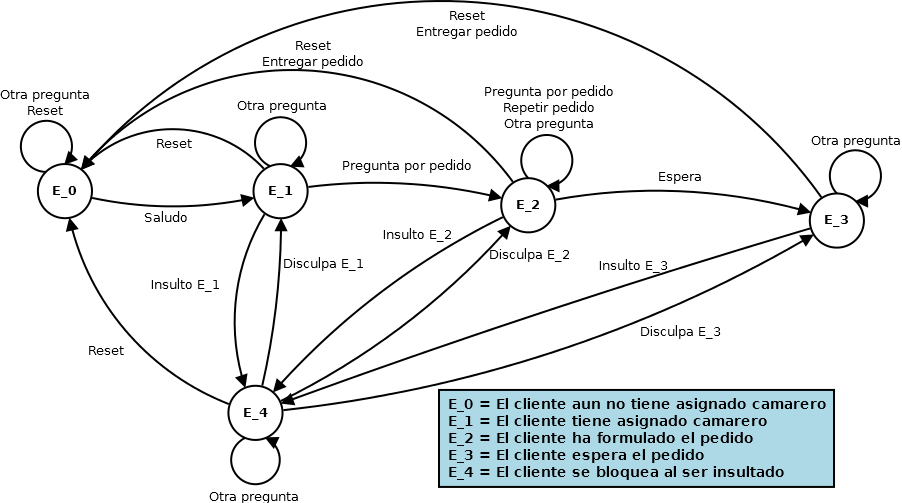 Reset
Entregar pedido
Reset
Entregar pedido
Otra pregunta
Reset
Otra pregunta
Pregunta por pedido
Repetir pedido
Otra pregunta
Otra pregunta
Reset
Pregunta por pedido
Espera
E_0
E_1
E_2
E_3
Saludo
Insulto E_2
Disculpa E_2
Disculpa E_1
Insulto E_3
Insulto E_1
Disculpa E_3
Reset
E_4
Otra pregunta
E_0 = El cliente aun no tiene asignado camarero
E_1 = El cliente tiene asignado camarero
E_2 = El cliente ha formulado el pedido
E_3 = El cliente espera el pedido
E_4 = El cliente se bloquea al ser insultado